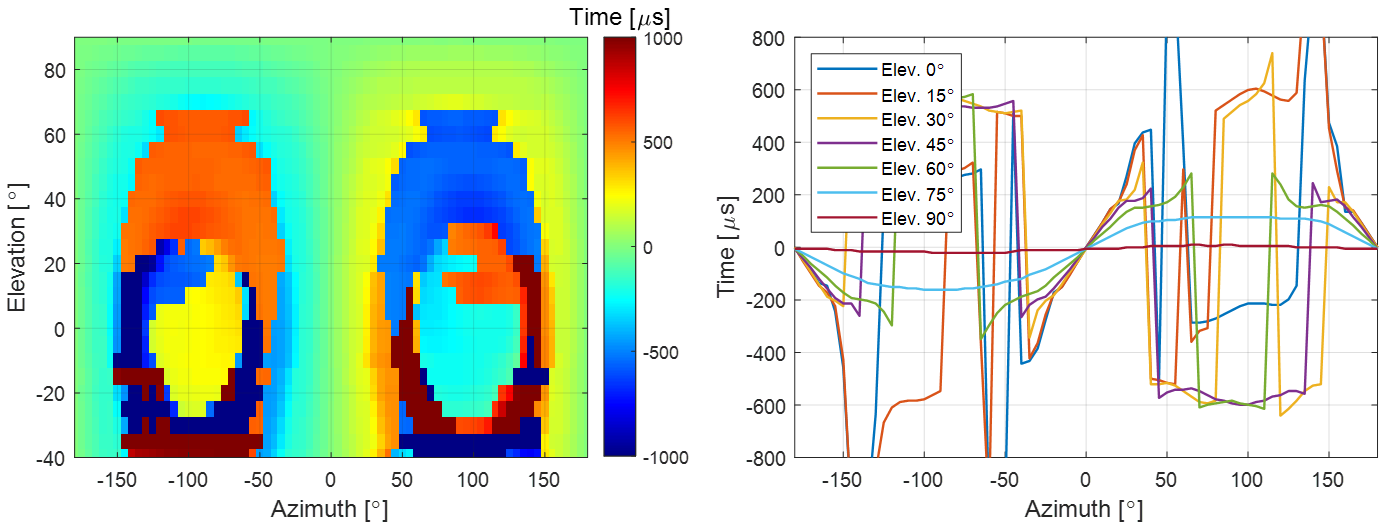 Time [μs]
80
60
40
20
0
-20
-40
Elevation [°]
-150
-100
-50
0
50
100
150
Azimuth [°]
1000
500
0
-500
-1000
800
600
400
200
0
-200
-400
-600
-800
Time [μs]
Elev. 0°
Elev. 15°
Elev. 30°
Elev. 45°
Elev. 60°
Elev. 75°
Elev. 90°
-150
-100
-50
0
50
100
150
Azimuth [°]